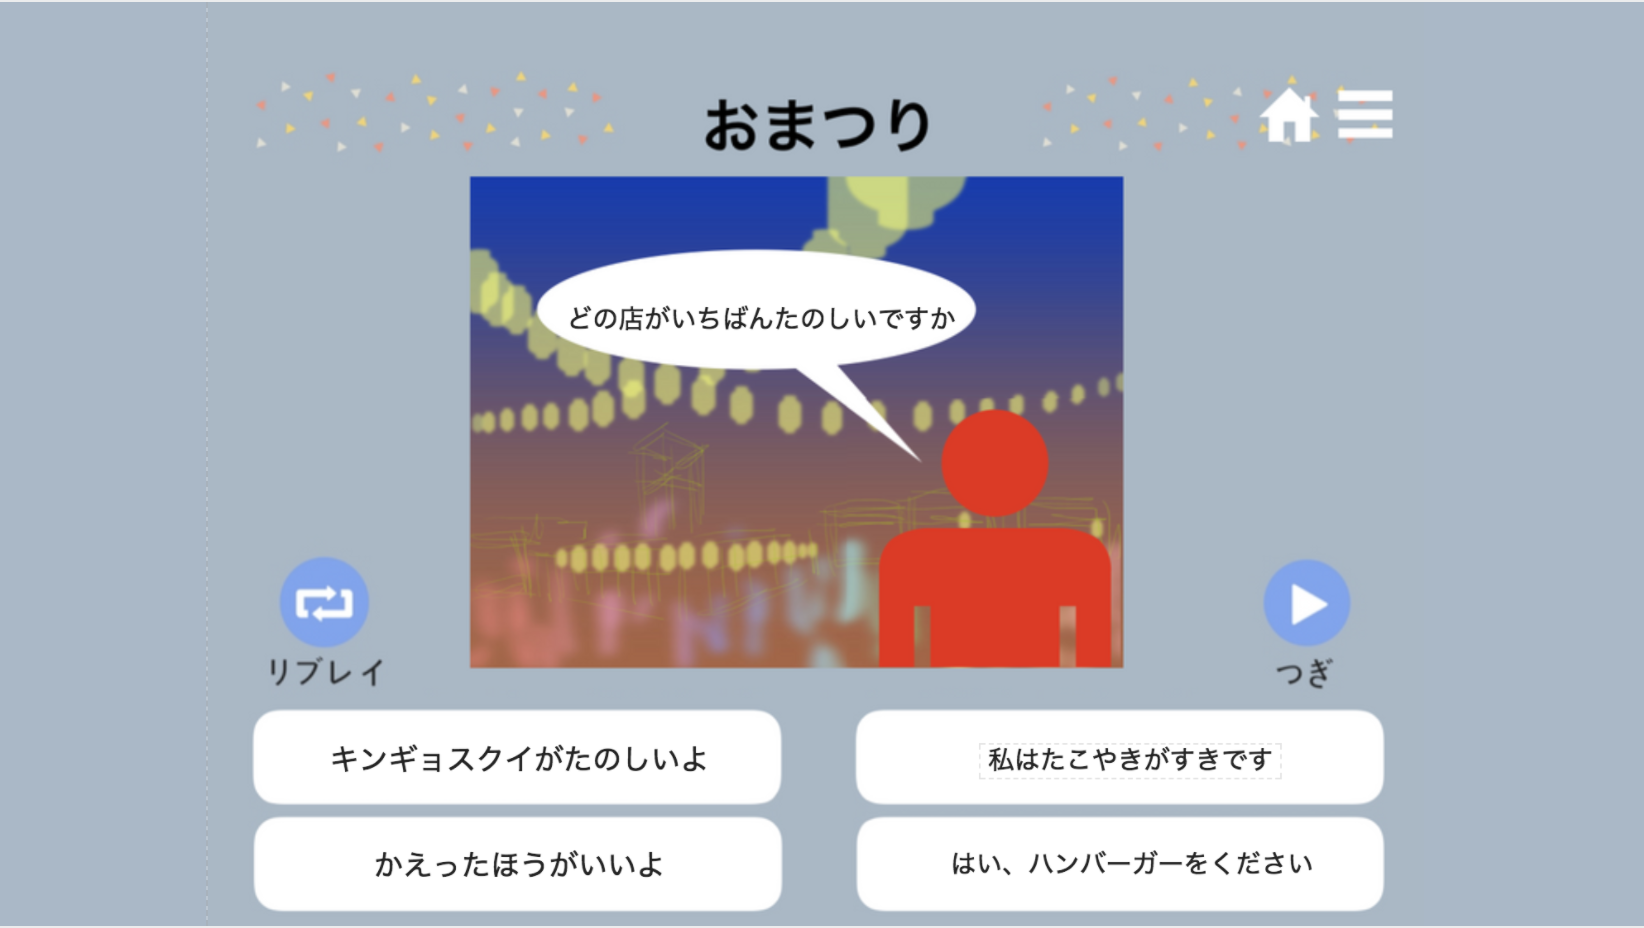 おまつり
どの店がいちばんたのしいですか
リブレイ
つぎ
キンギョスクイがたのしいよ
私はたこやきがすきです
かえったほうがいいよ
はい、ハンバーガーをください